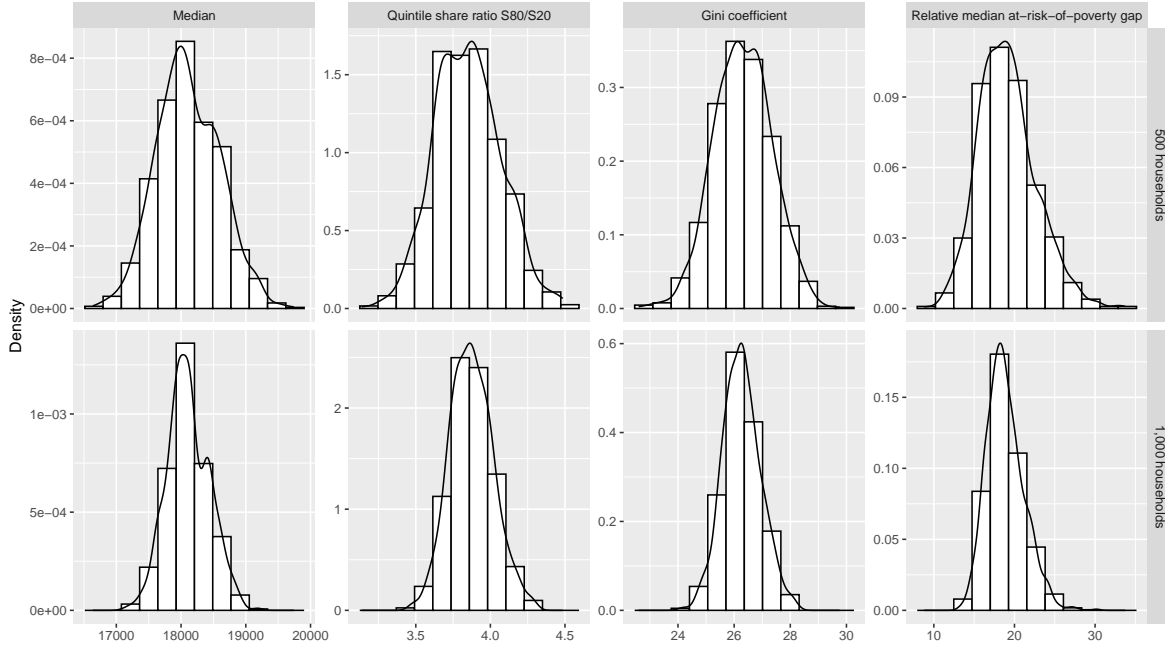 Median
Quintile share ratio S80/S20
Gini coefficient
Relative median at−risk−of−poverty gap
Density
8e−04
6e−04
4e−04
2e−04
0e+00
1.5
1.0
0.5
0.0
0.3
0.2
0.1
0.0
0.09
0.06
0.03
0.00
500 households
1e−03
5e−04
0e+00
2
1
0
0.6
0.4
0.2
0.0
0.15
0.10
0.05
0.00
1,000 households
17000 18000 19000 20000
3.5 4.0 4.5
24 26 28 30
10 20 30